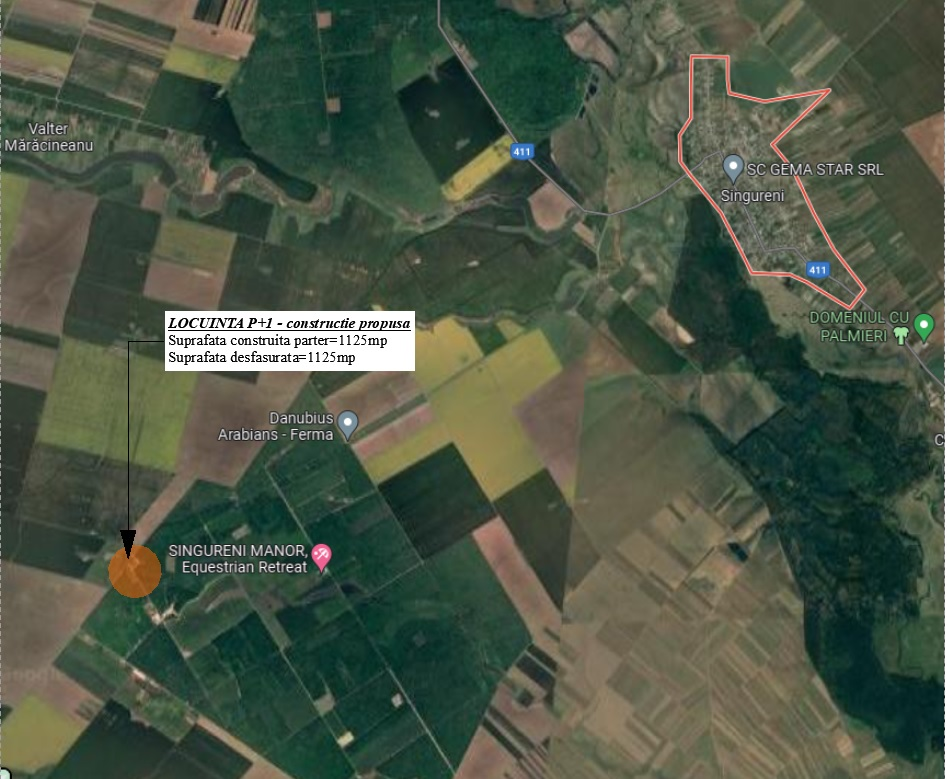 Valter
Mărăcineanu
411
SC GEMA STAR SRL
Singureni
411
DOMENIUL CU
PALMIERI
LOCUINTA P+1 - constructie propusa
Suprafata construita parter=1125mp
Suprafata desfasurata=1125mp
Danubius
Arabians - Ferma
C
SINGURENI MANOR,
Equestrian Retreat